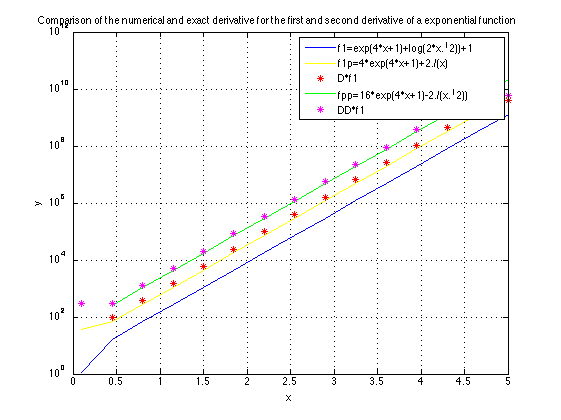 Comparison of the numerical and exact derivative for the first and second derivative of a exponential function
10^12
10^10
10^8
10^6
10^4
10^2
10^0
y
f1=exp(4*x+1)+log(2*x.^2))+1
f1p=4*exp(4*x+1)+2./(x)
D*f1
fpp=16*exp(4*x+1)-2./(x.^2))
DD*f1
0 0.5 1 1.5 2 2.5 3 3.5 4 4.5 5
x